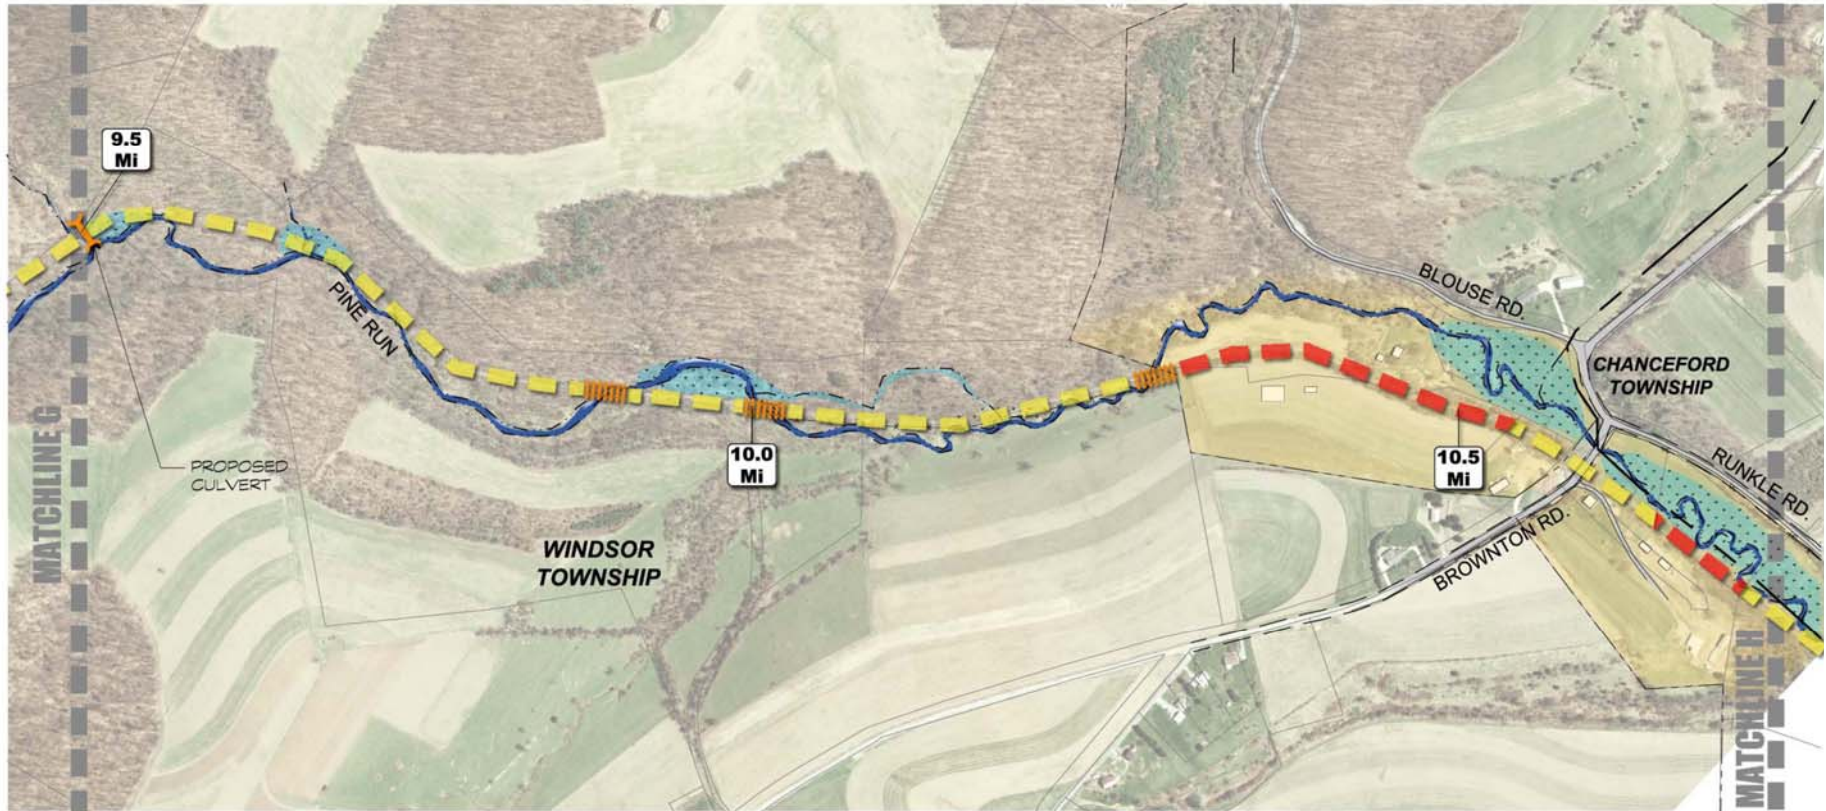 9.5
Mi
BLOUSE RD.
PINE RUN
CHANCEFORD
TOWNSHIP
MATCHLINE G
PROPOSED
CULVERT
10.0
Mi
10.5
Mi
RUNKLE RD.
WINDSOR
TOWNSHIP
BROWNTON RD.
MATCHLINE H